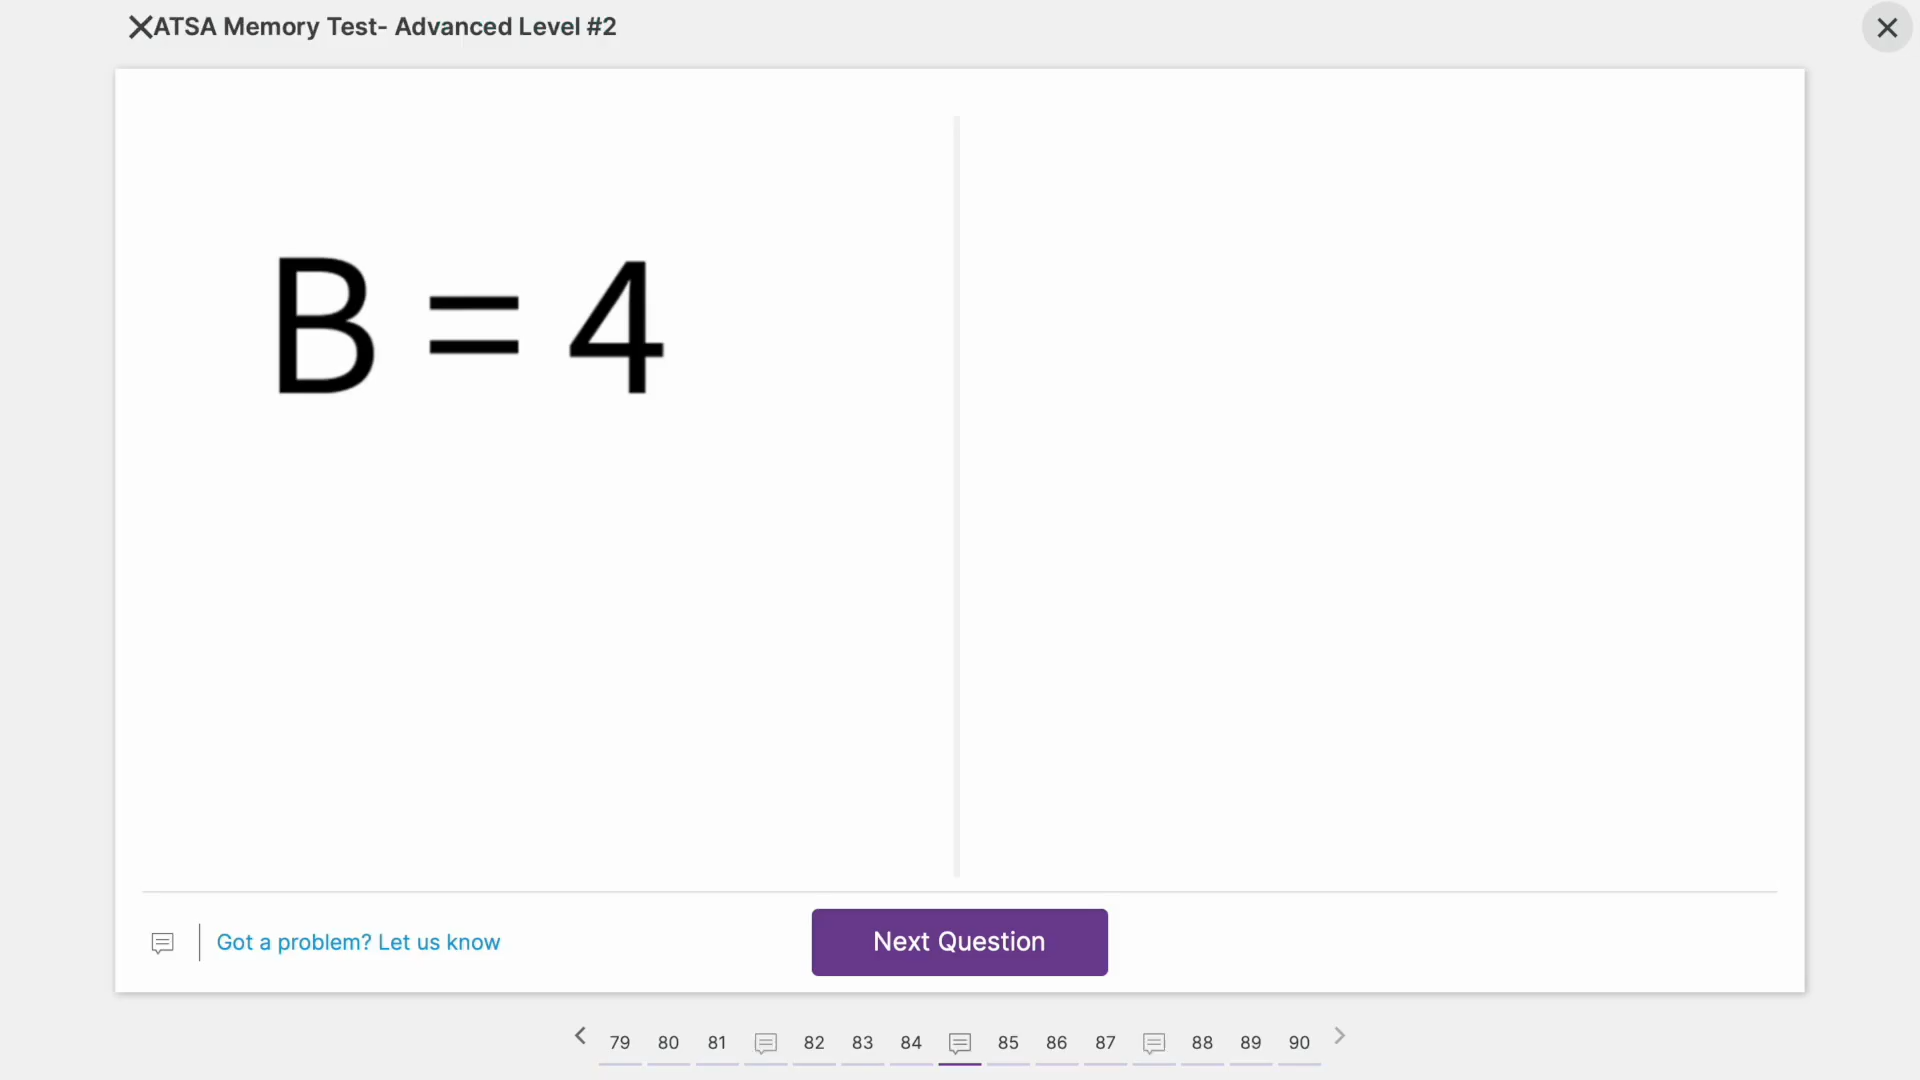 ATSA Memory Test- Advanced Level #2
B = 4
Got a problem? Let us know
Next Question
79 80 81 82 83 84 85 86 87 88 89 90